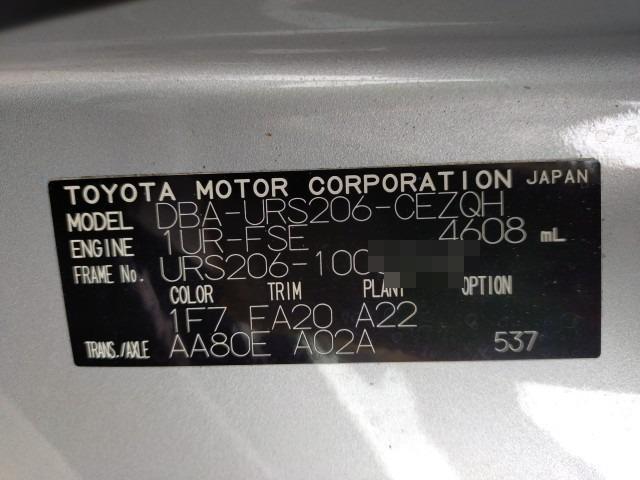 TOYOTA MOTOR CORPORATION JAPAN
MODEL DBA-URS206-CEZQH
ENGINE 1UR-FSE 4608 mL
FRAME No. URS206-100
COLOR TRIM PLANT OPTION
1F7 EA20 A22
TRANS./AXLE AA80E A02A 537